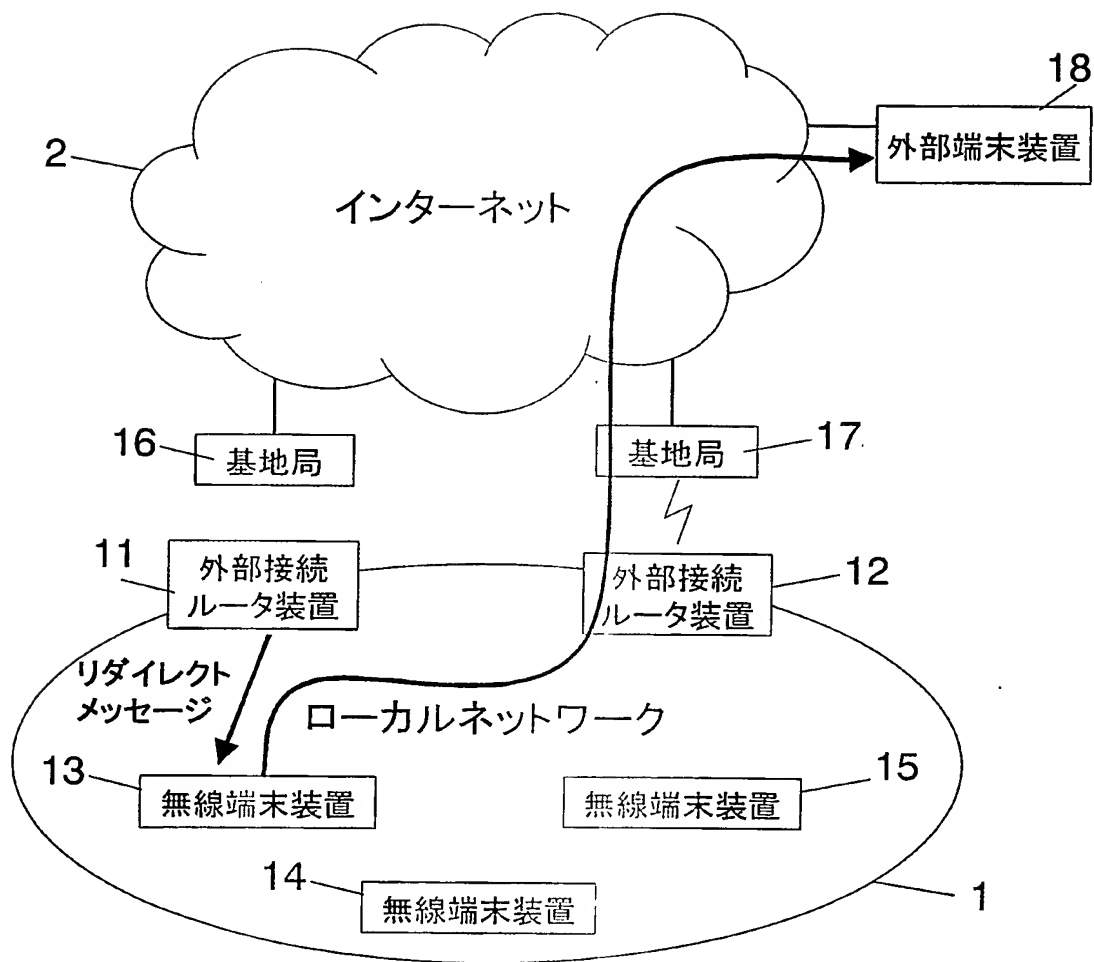 18
外部端末装置
2
インターネット
16
基地局
17
基地局
11
外部接続
ルータ装置
12
外部接続
ルータ装置
リダイレクト
メッセージ
ローカルネットワーク
13
無線端末装置
15
無線端末装置
14
無線端末装置
1